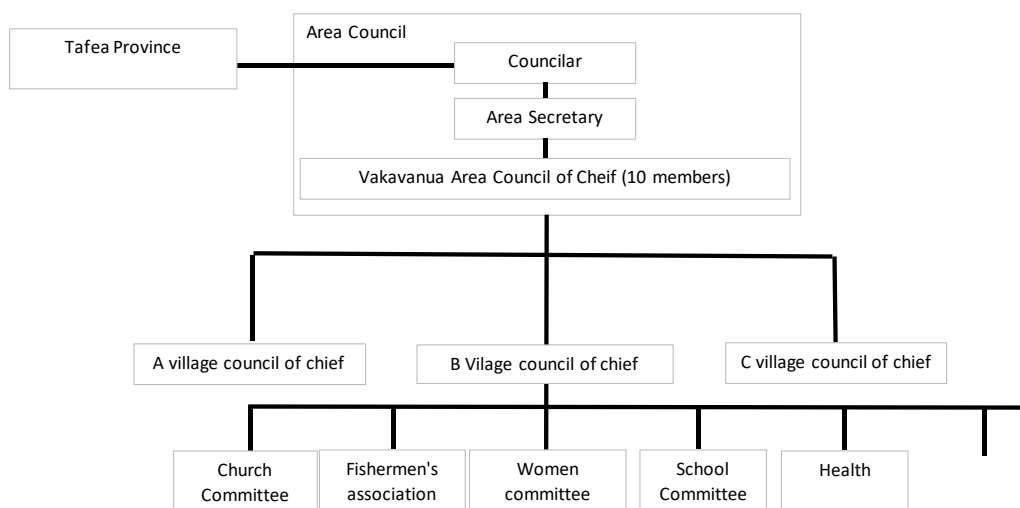 Tafea Province
Area Council
Councilar
Area Secretary
Vakavanua Area Council of Cheif (10 members)
A village council of chief
B Vilage council of chief
C village council of chief
Church
Committee
Fishermen's
association
Women
committee
School
Committee
Health